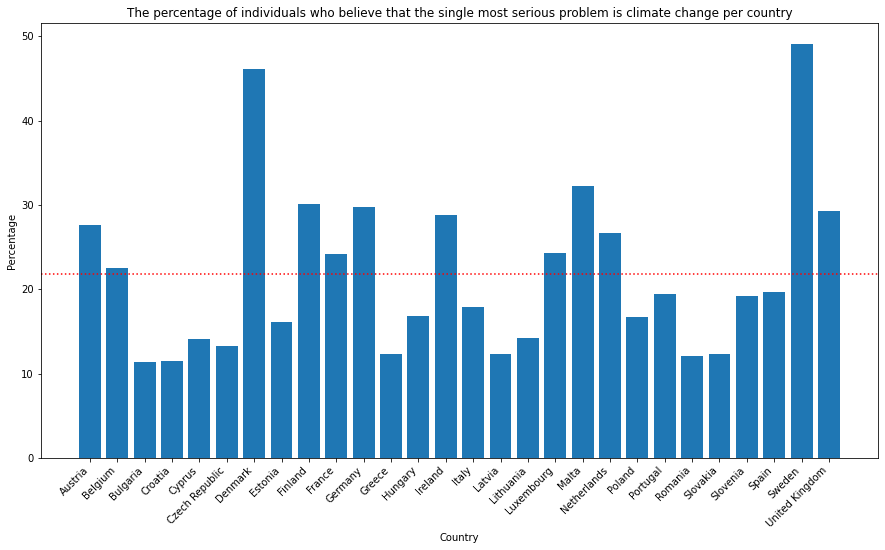 The percentage of individuals who believe that the single most serious problem is climate change per country
Percentage
50
40
30
20
10
0
Austria
Belgium
Bulgaria
Croatia
Cyprus
Czech Republic
Denmark
Estonia
Finland
France
Germany
Greece
Hungary
Ireland
Italy
Latvia
Lithuania
Luxembourg
Malta
Netherlands
Poland
Portugal
Romania
Slovakia
Slovenia
Spain
Sweden
United Kingdom
Country